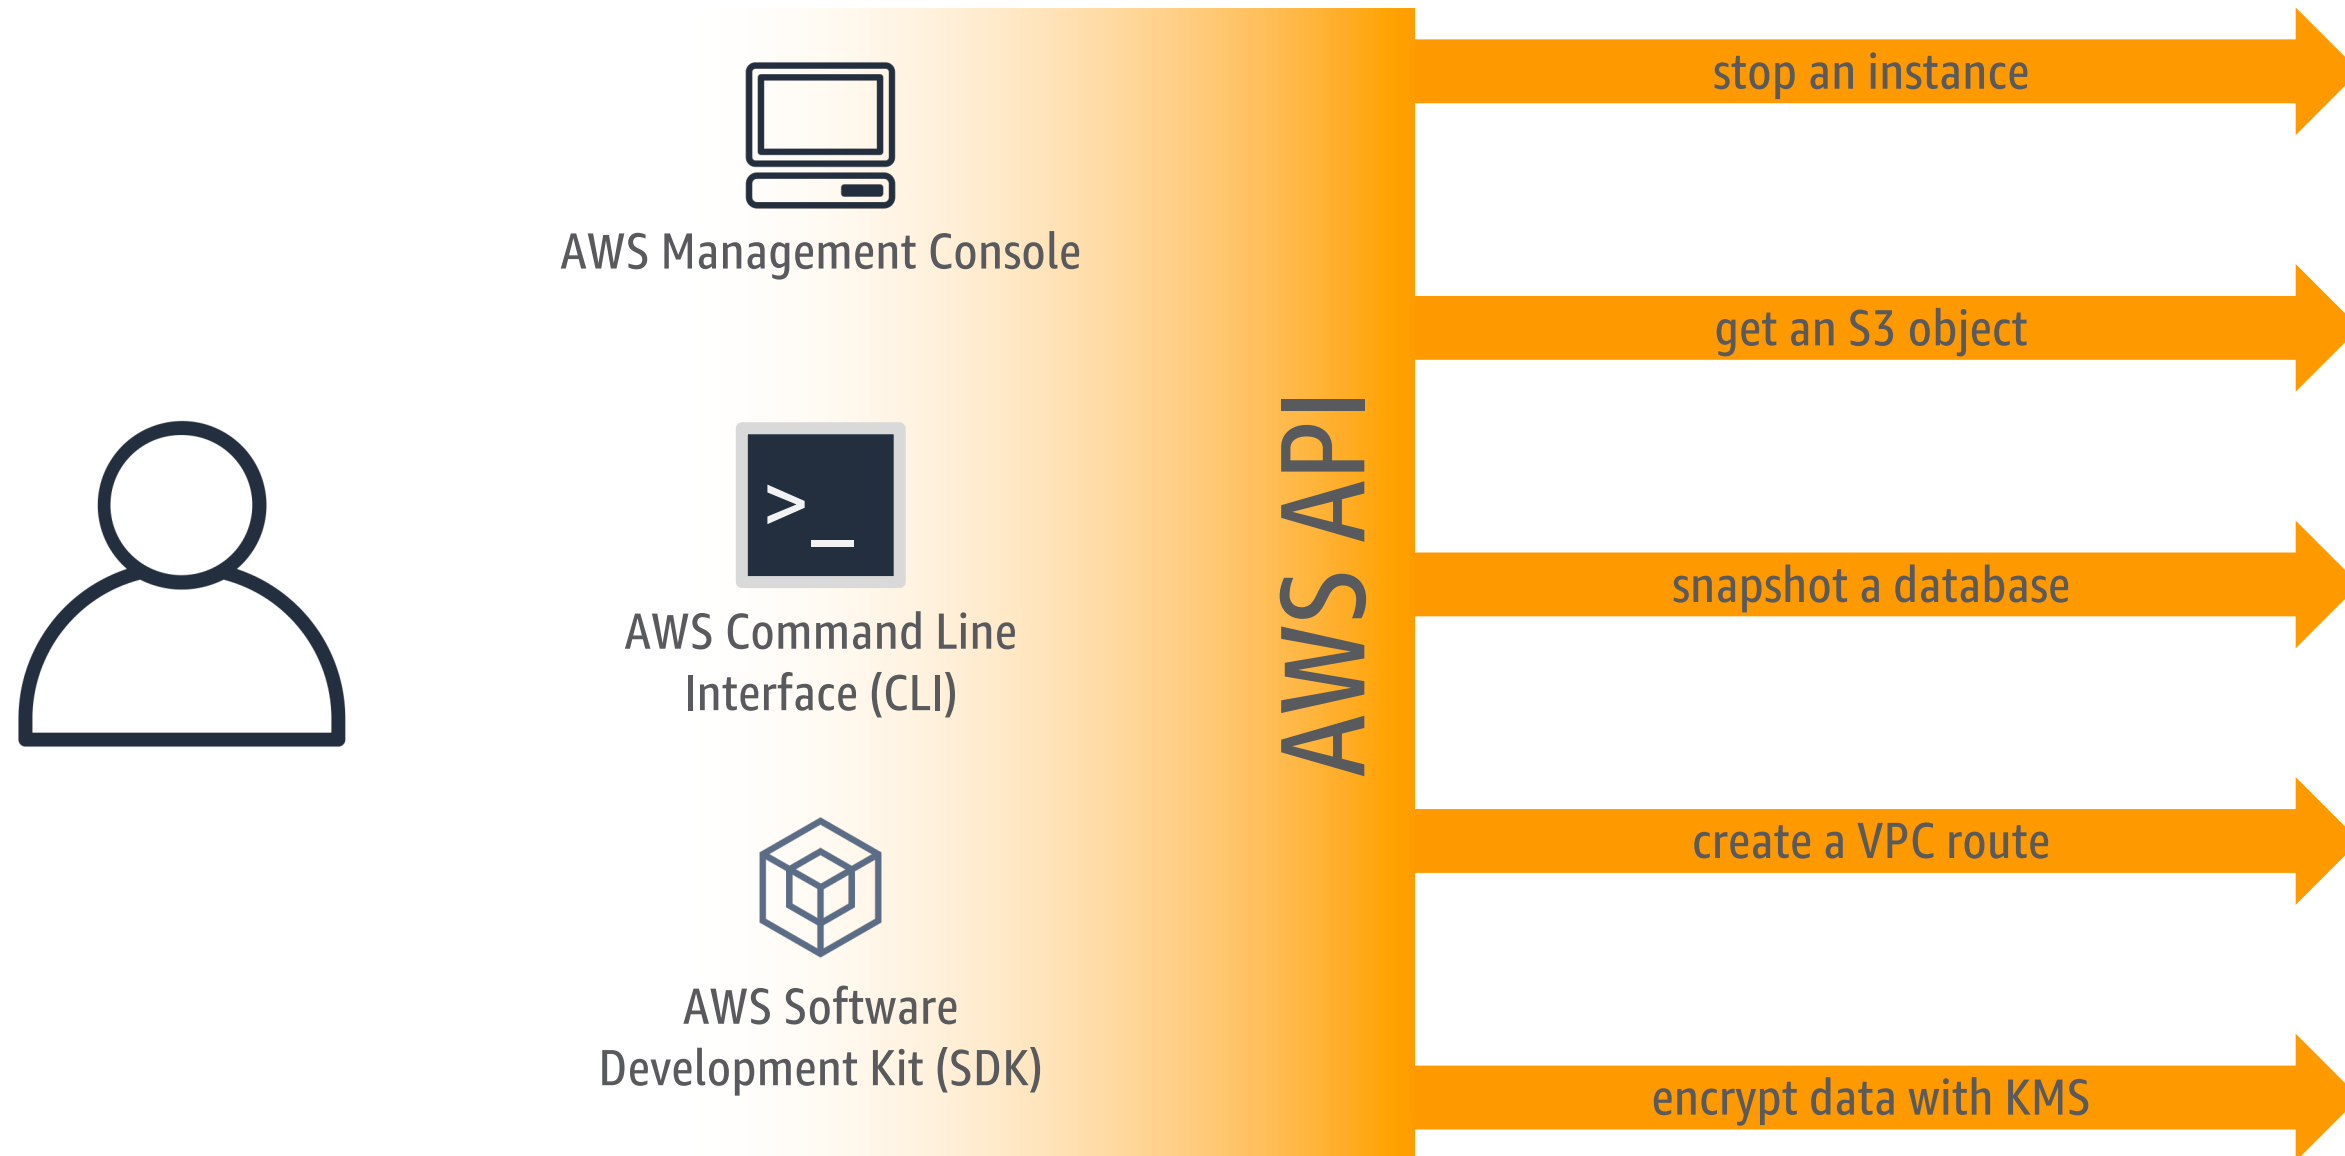 AWS Management Console
>_
AWS Command Line
Interface (CLI)
AWS Software
Development Kit (SDK)
AWS API
stop an instance
get an S3 object
snapshot a database
create a VPC route
encrypt data with KMS